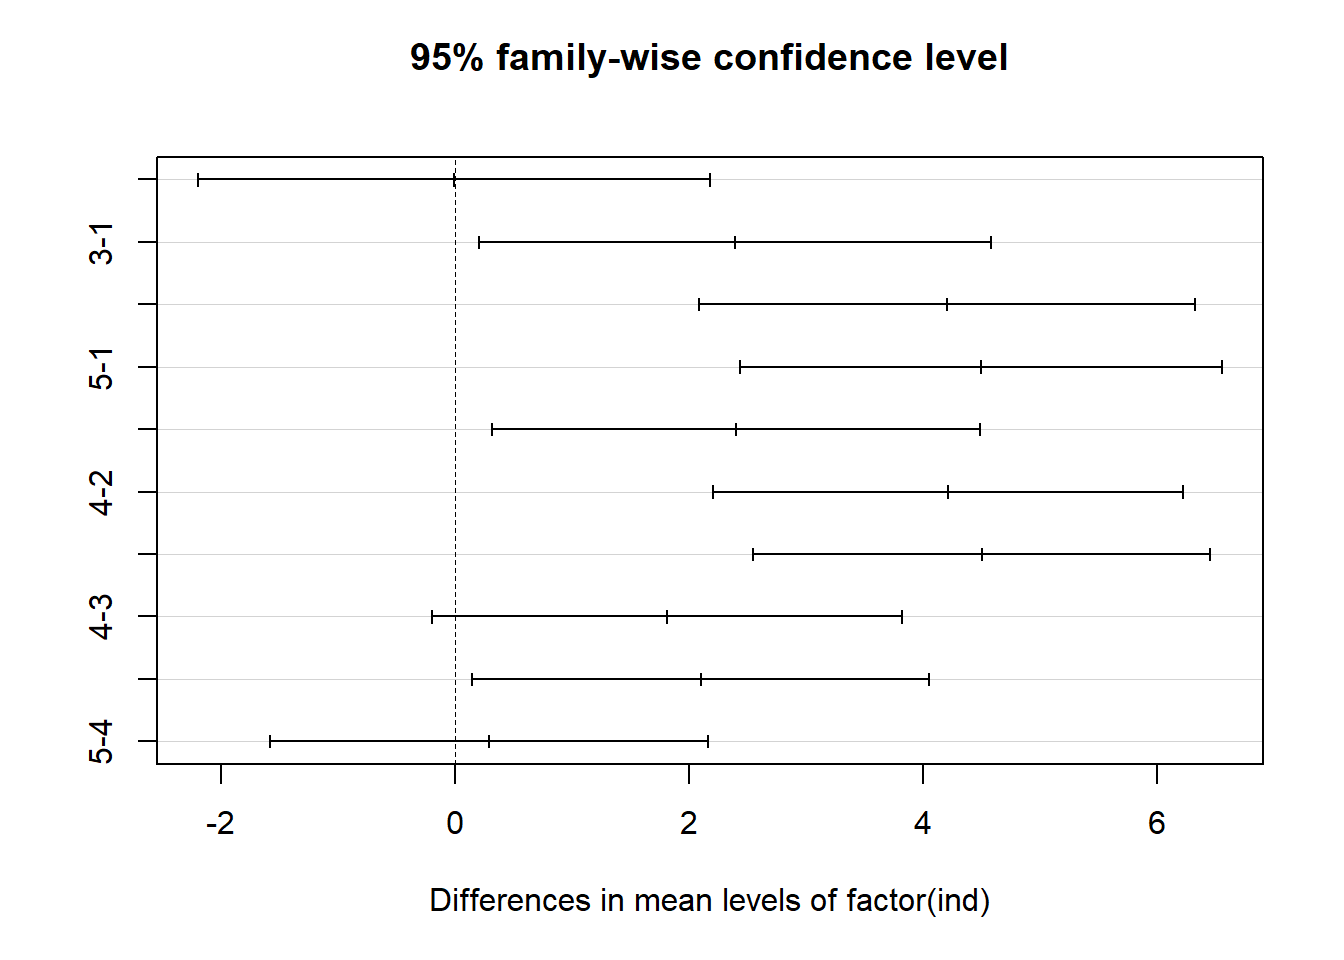 95% family-wise confidence level
3-1
5-1
4-2
4-3
5-4
-2 0 2 4 6
Differences in mean levels of factor(ind)